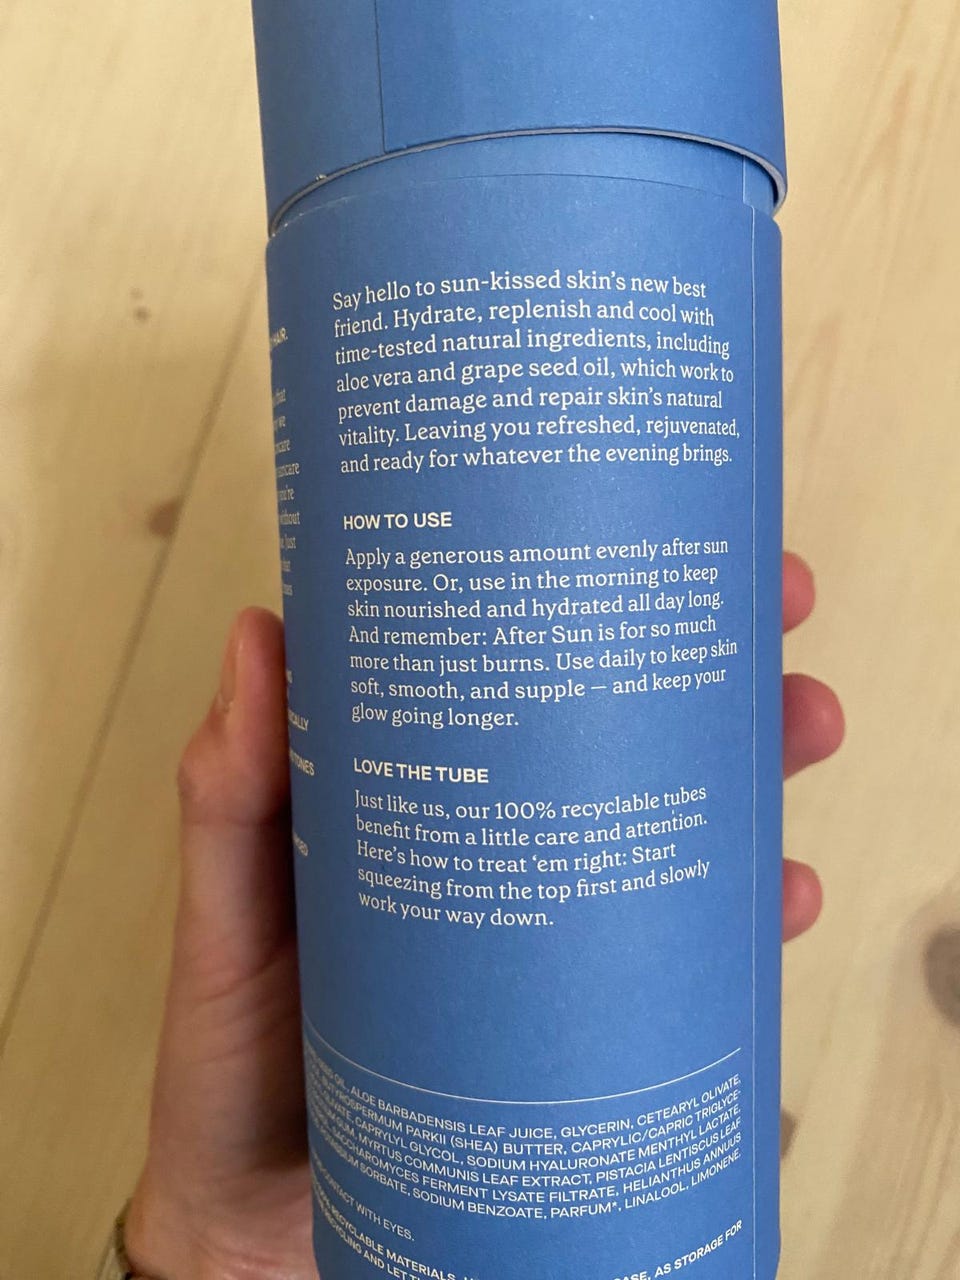 Say hello to sun-kissed skin's new best
friend. Hydrate, replenish and cool with
time-tested natural ingredients, including
aloe vera and grape seed oil, which work to
prevent damage and repair skin's natural
vitality. Leaving you refreshed, rejuvenated,
and ready for whatever the evening brings.
HOW TO USE
Apply a generous amount evenly after sun
exposure. Or, use in the morning to keep
skin nourished and hydrated all day long.
And remember: After Sun is for so much
more than just burns. Use daily to keep skin
soft, smooth, and supple — and keep your
glow going longer.
LOVE THE TUBE
Just like us, our 100% recyclable tubes
benefit from a little care and attention.
Here's how to treat 'em right: Start
squeezing from the top first and slowly
work your way down.
OIL, ALOE BARBADENSIS LEAF JUICE, GLYCERIN, CETEARYL OLIVATE,
BUTYROSPERMUM PARKII (SHEA) BUTTER, CAPRYLIC/CAPRIC TRIGLYCE-
CAPRYLYL GLYCOL, SODIUM HYALURONATE MENTHYL LACTATE,
GUM, MYRTUS COMMUNIS LEAF EXTRACT, PISTACIA LENTISCUS LEAF
SACCHAROMYCES FERMENT LYSATE FILTRATE, HELIANTHUS ANNUUS
POTASSIUM SORBATE, SODIUM BENZOATE, PARFUM*, LINALOOL, LIMONENE.
CONTACT WITH EYES.
RECYCLABLE MATERIALS.
AS STORAGE FOR
RECYCLING AND LET